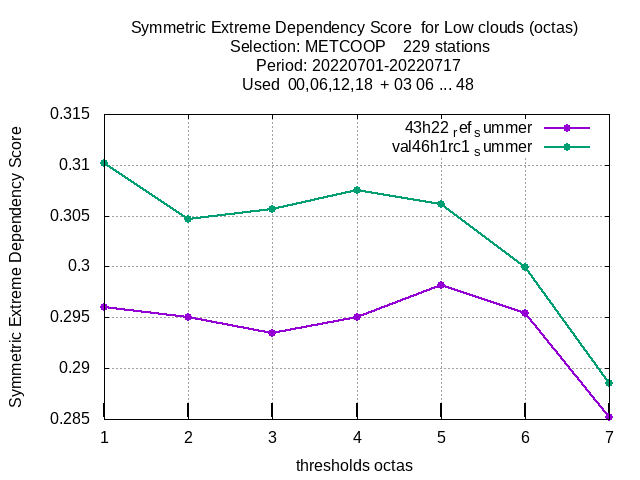 Symmetric Extreme Dependency Score  for Low clouds (octas)
Selection: METCOOP    229 stations
Period: 20220701-20220717
Used  00,06,12,18  + 03 06 ... 48
43h22 ref summer
val46h1rc1 summer
Symmetric Extreme Dependency Score
0.315
0.31
0.305
0.3
0.295
0.29
0.285
1 2 3 4 5 6 7
thresholds octas